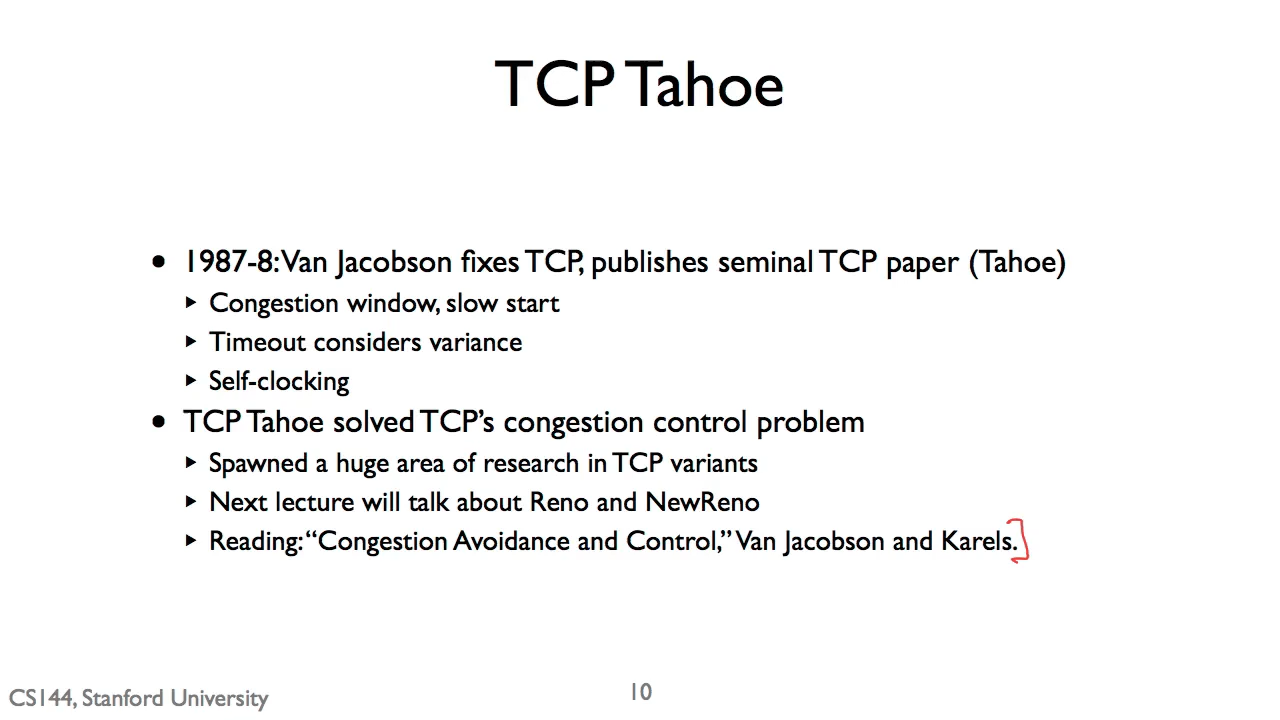 TCP Tahoe
• 1987-8: Van Jacobson fixes TCP, publishes seminal TCP paper (Tahoe)
‣ Congestion window, slow start
‣ Timeout considers variance
‣ Self-clocking
• TCP Tahoe solved TCP’s congestion control problem
‣ Spawned a huge area of research in TCP variants
‣ Next lecture will talk about Reno and NewReno
‣ Reading: “Congestion Avoidance and Control,” Van Jacobson and Karels.
CS144, Stanford University
10